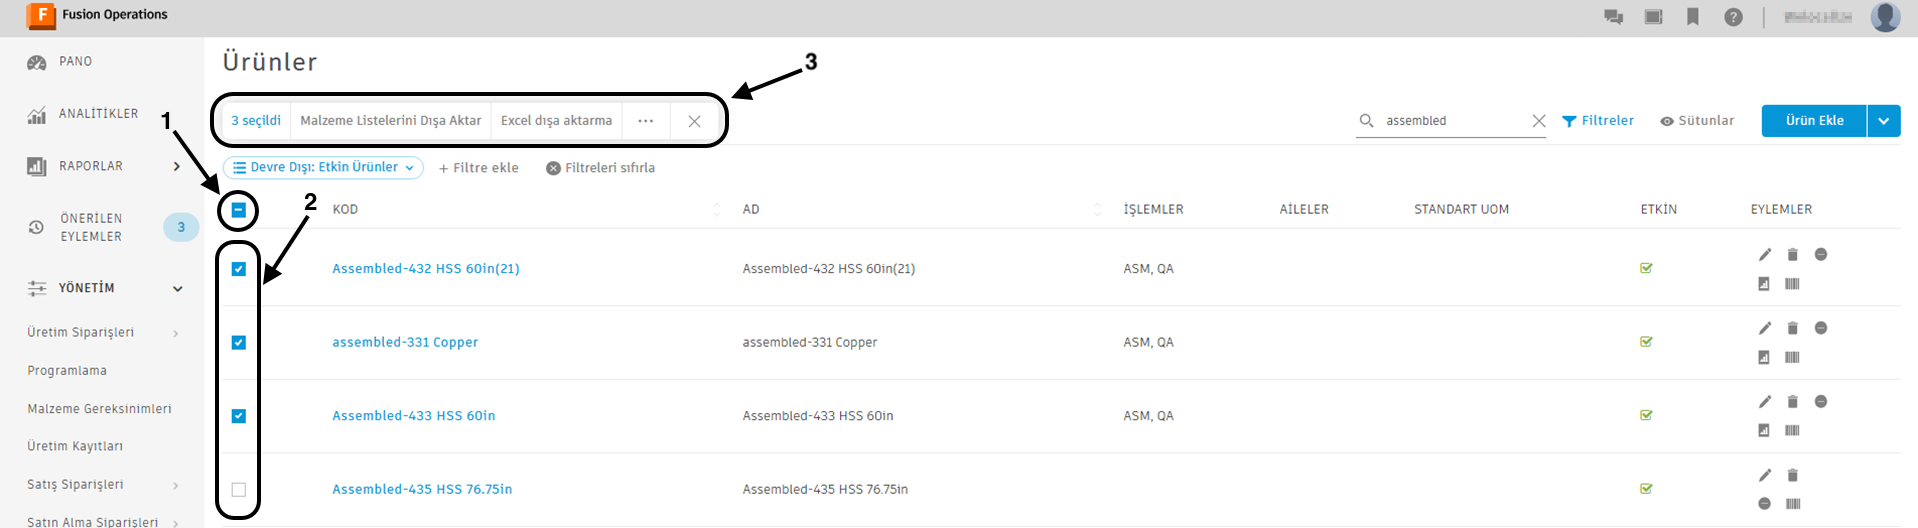 F Fusion Operations
PANO
ANALİTİKLER
RAPORLAR
ÖNERİLEN
EYLEMLER
3
YÖNETİM
Üretim Siparişleri
Programlama
Malzeme Gereksinimleri
Üretim Kayıtları
Satış Siparişleri
Satın Alma Siparişleri
Ürünler
3
3 seçildi Malzeme Listelerini Dışa Aktar Excel dışa aktarma ...
assembled Filtreler Sütunlar Ürün Ekle
1
Devre Dışı: Etkin Ürünler + Filtre ekle Filtreleri sıfırla
2
KOD AD İŞLEMLER AİLELER STANDART UOM ETKİN EYLEMLER
Assembled-432 HSS 60in(21) Assembled-432 HSS 60in(21) ASM, QA
assembled-331 Copper assembled-331 Copper ASM, QA
Assembled-433 HSS 60in Assembled-433 HSS 60in ASM, QA
Assembled-435 HSS 76.75in Assembled-435 HSS 76.75in